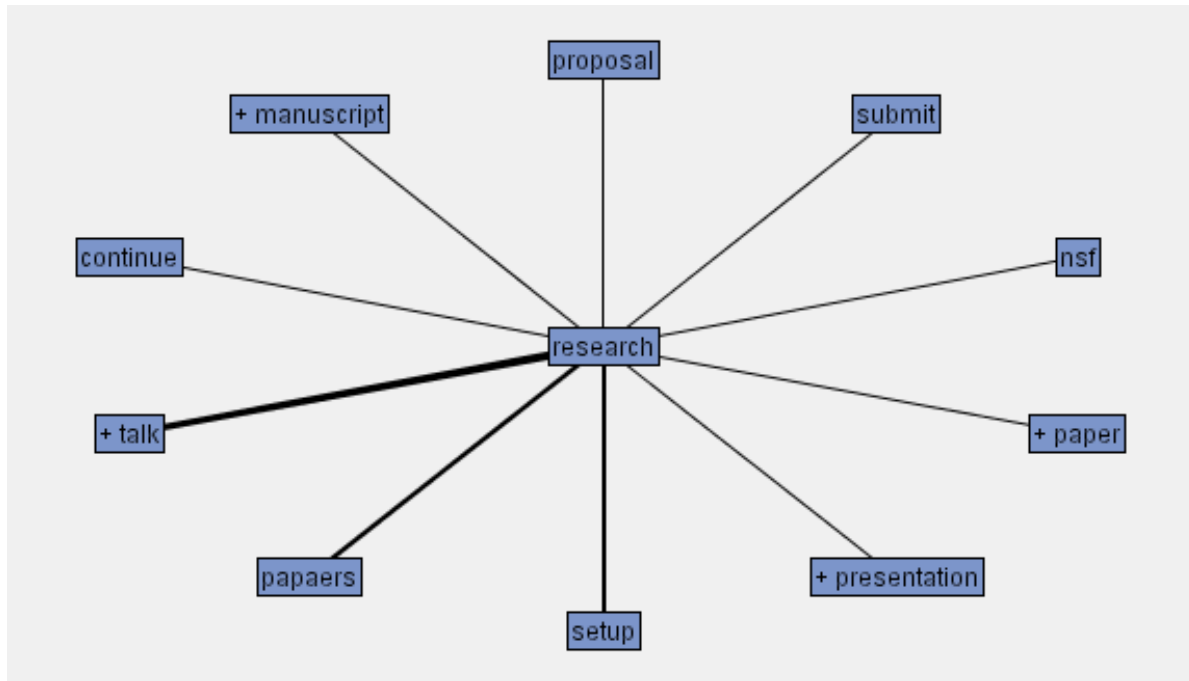 proposal
+ manuscript
submit
continue
nsf
research
+ talk
+ paper
papaers
+ presentation
setup